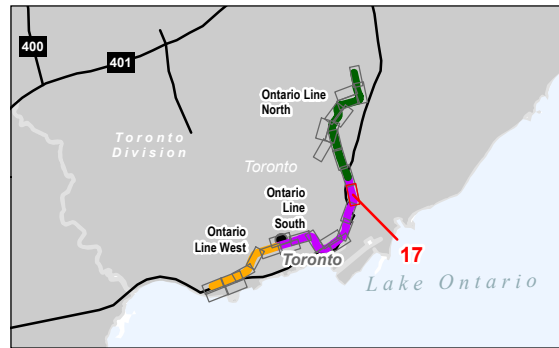 400
401
Ontario Line
North
Toronto
Division
Toronto
Ontario
Line
South
Ontario
Line West
Toronto
17
Lake Ontario